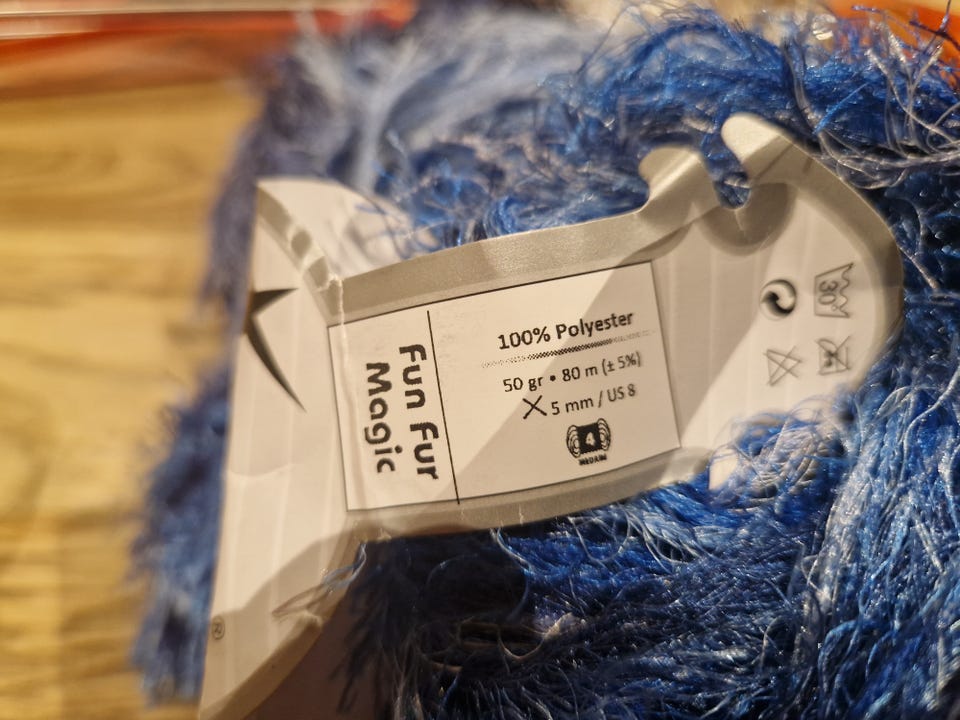 Fun Fur
Magic
100% Polyester
50 gr • 80 m (± 5%)
5 mm / US 8
4
MEDIUM
30°
®